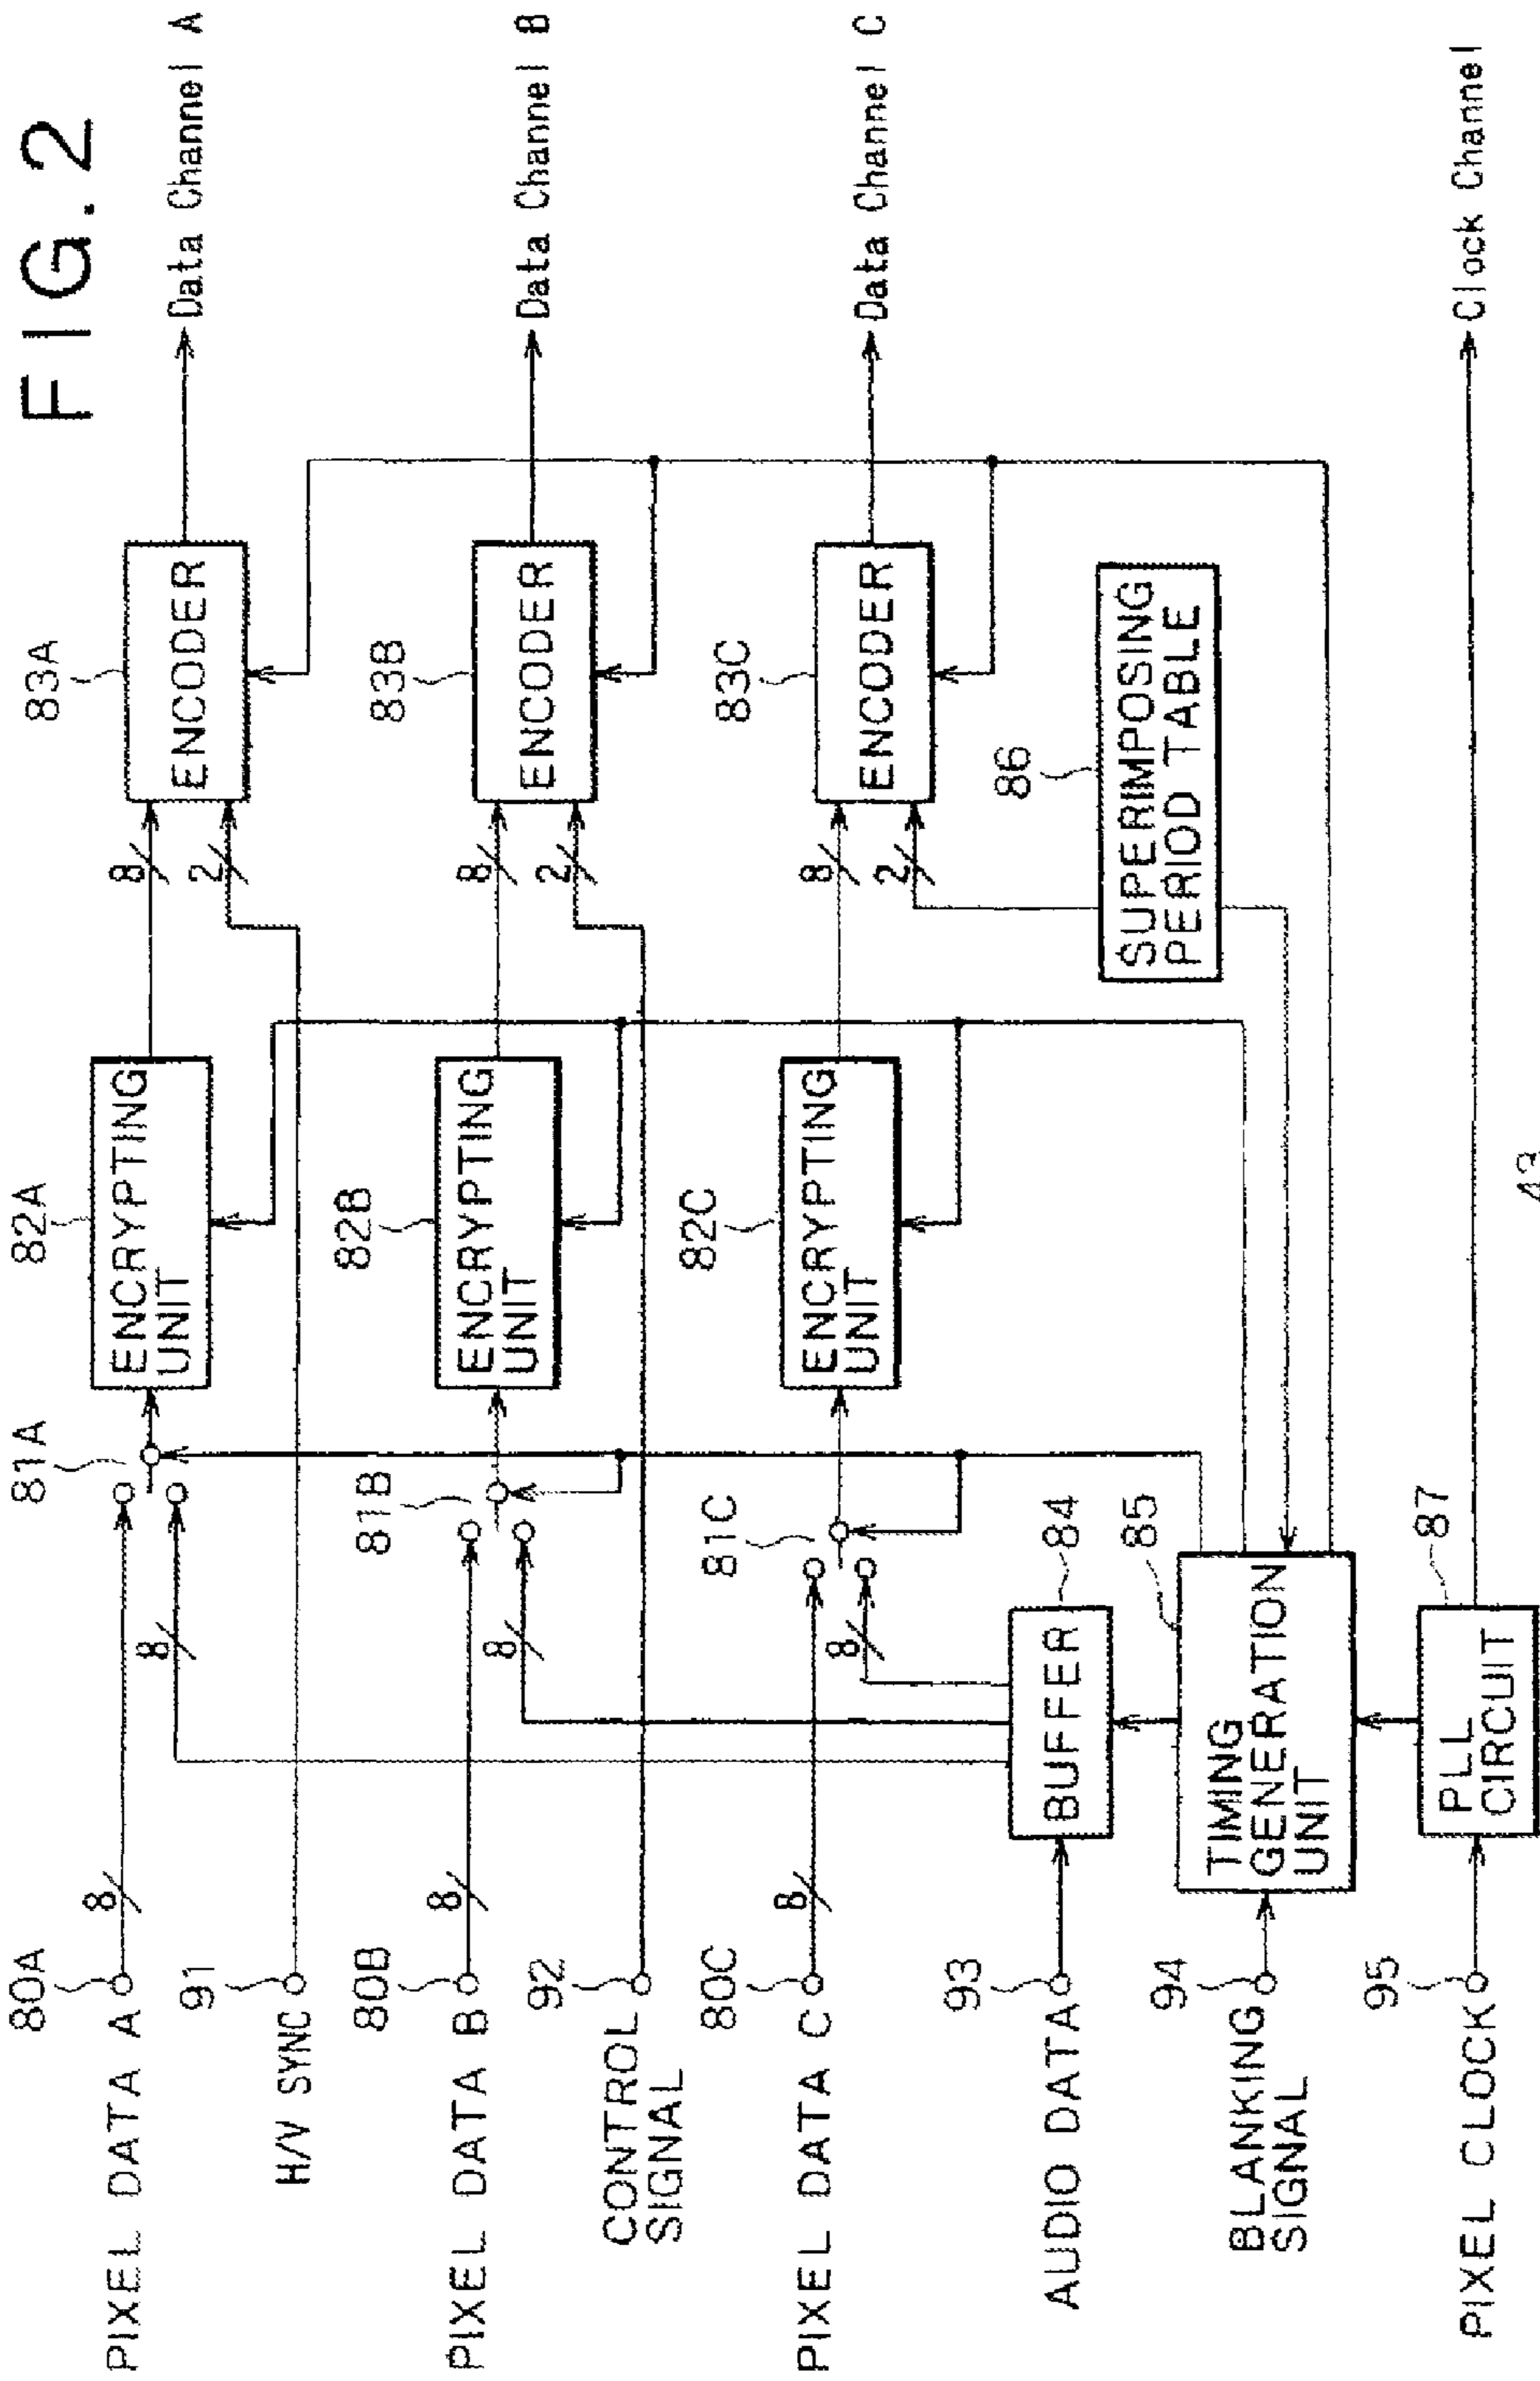 FIG.2
PIXEL DATA A
80A
8
8
81A
82A
ENCRYPTING
UNIT
8
2
83A
ENCODER
Data Channel A
H/V SYNC
91
PIXEL DATA B
80B
8
8
81B
82B
ENCRYPTING
UNIT
8
2
83B
ENCODER
Data Channel B
CONTROL
SIGNAL
92
PIXEL DATA C
80C
8
8
81C
82C
ENCRYPTING
UNIT
8
2
83C
ENCODER
Data Channel C
AUDIO DATA
93
BUFFER
84
86
SUPERIMPOSING
PERIOD TABLE
BLANKING
SIGNAL
94
TIMING
GENERATION
UNIT
85
PIXEL CLOCK
95
PLL
CIRCUIT
87
Clock Channel
43